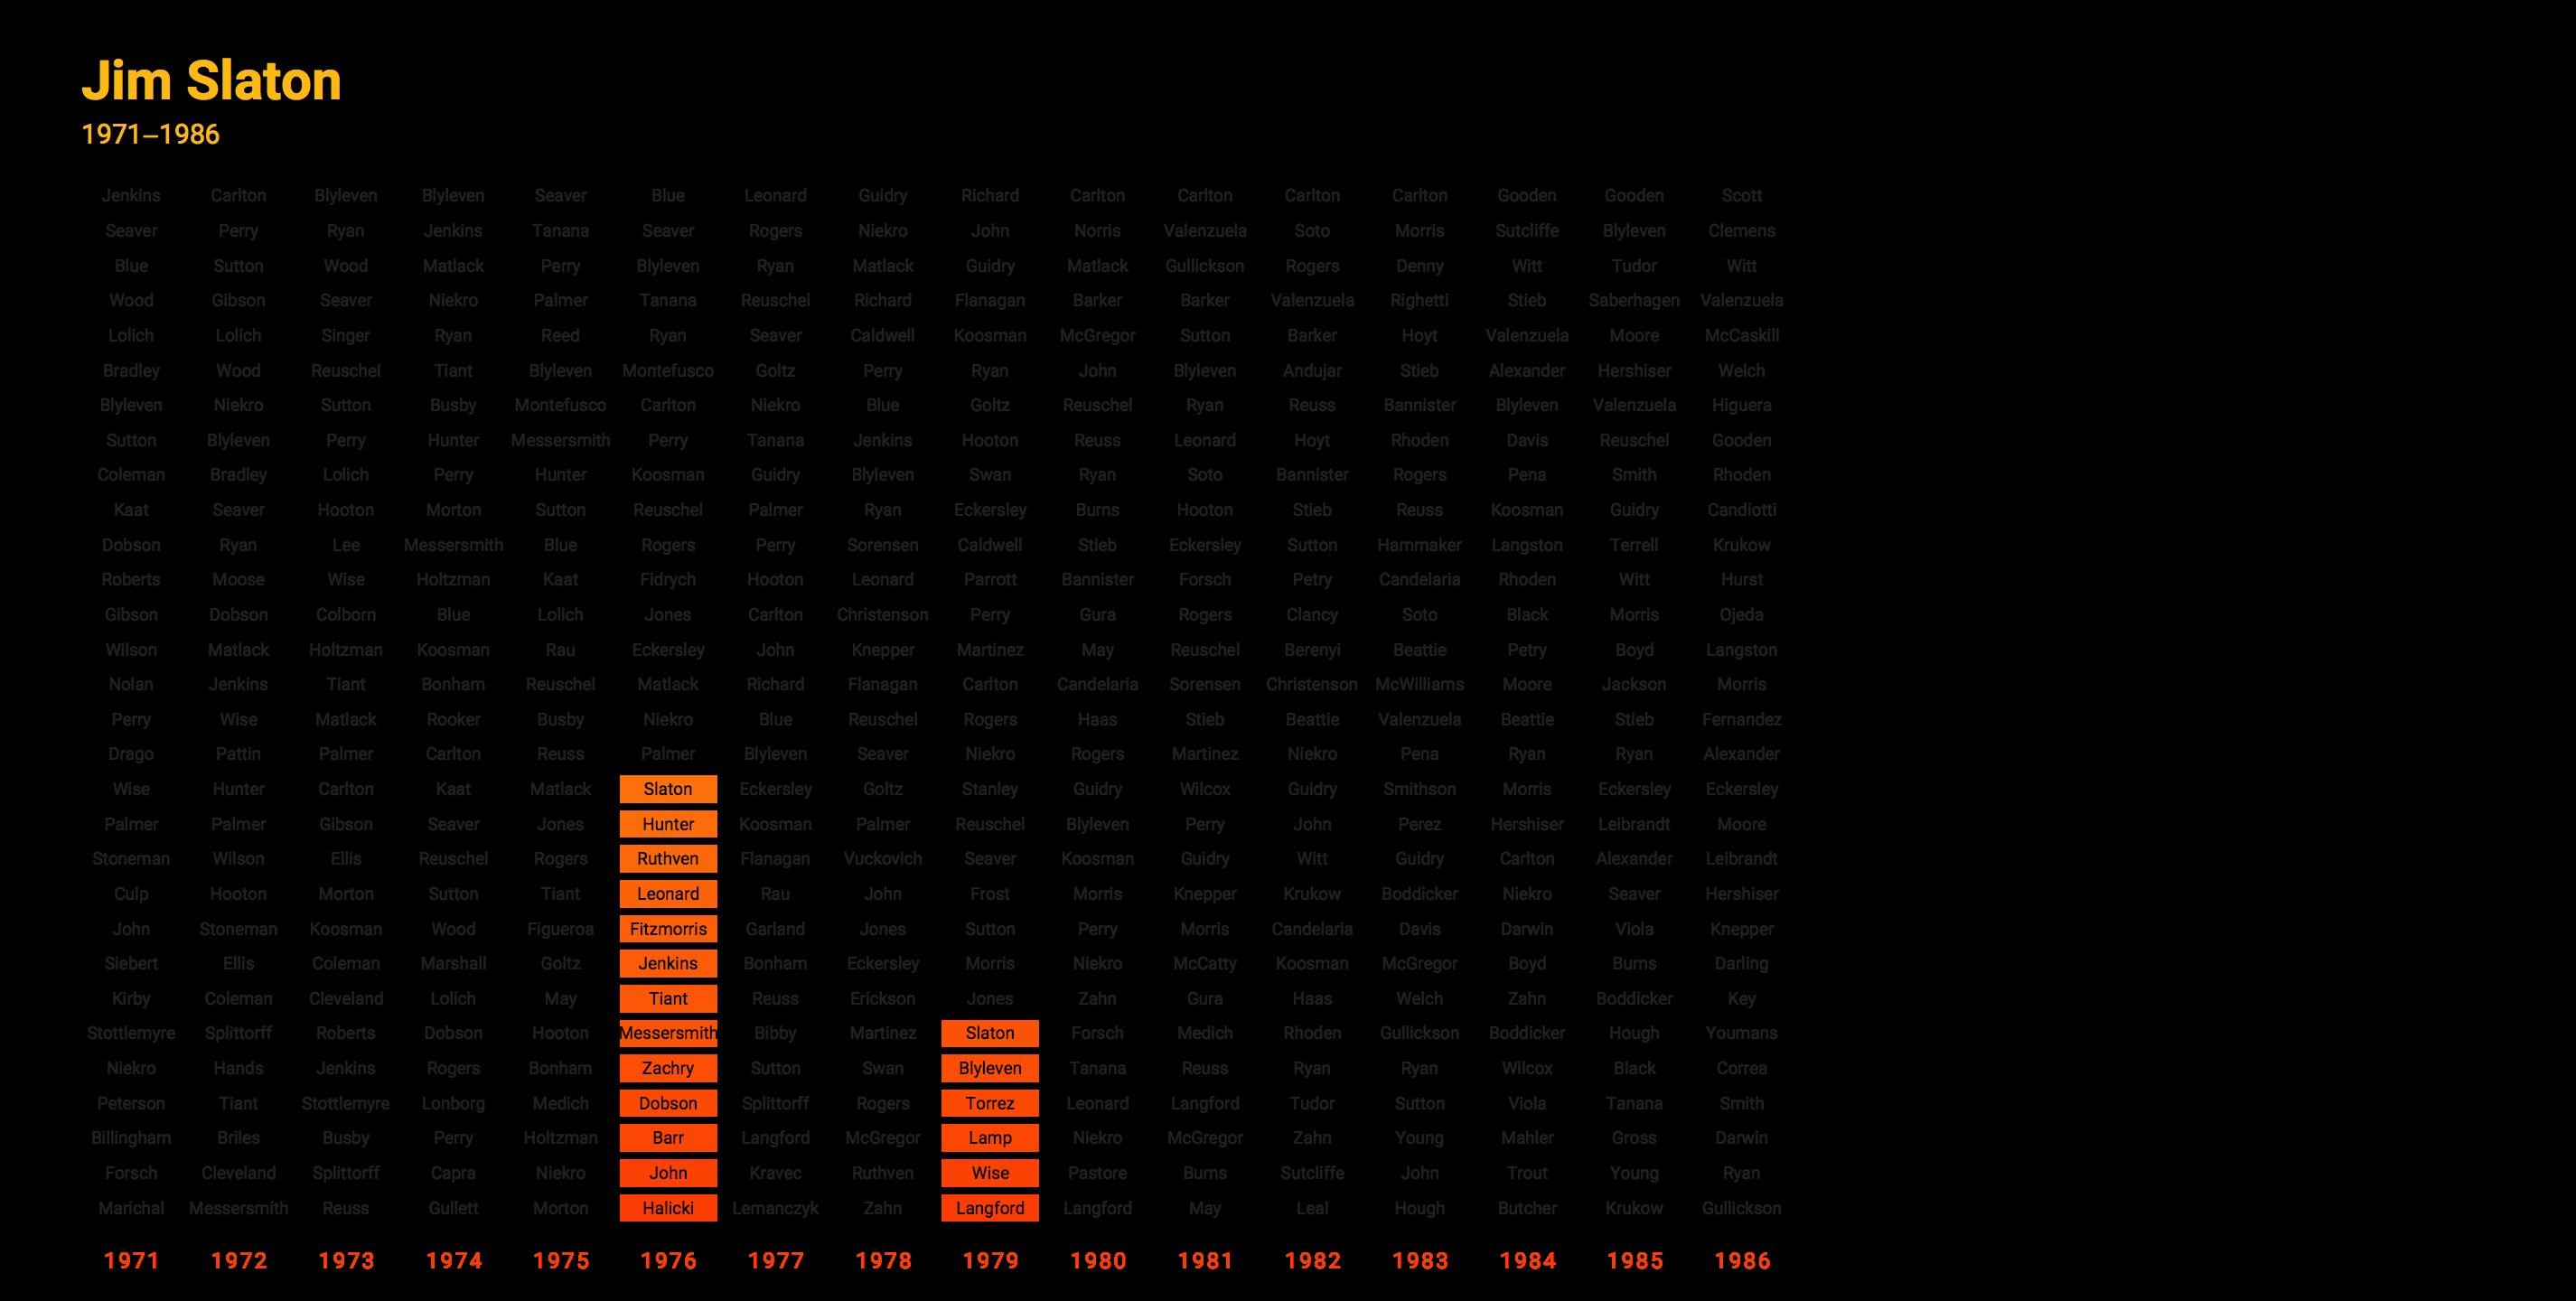 Jim Slaton
1971–1986
Jenkins Carlton Blyleven Blyleven Seaver Blue Leonard Guidry Richard Carlton Carlton Carlton Carlton Gooden Gooden Scott
Seaver Perry Ryan Jenkins Tanana Seaver Rogers Niekro John Norris Valenzuela Soto Morris Sutcliffe Blyleven Clemens
Blue Sutton Wood Matlack Perry Blyleven Ryan Matlack Guidry Matlack Gullickson Rogers Denny Witt Tudor Witt
Wood Gibson Seaver Niekro Palmer Tanana Reuschel Richard Flanagan Barker Barker Valenzuela Righetti Stieb Saberhagen Valenzuela
Lolich Lolich Singer Ryan Reed Ryan Seaver Caldwell Koosman McGregor Sutton Barker Hoyt Valenzuela Moore McCaskill
Bradley Wood Reuschel Tiant Blyleven Montefusco Goltz Perry Ryan John Blyleven Andujar Stieb Alexander Hershiser Welch
Blyleven Niekro Sutton Busby Montefusco Carlton Niekro Blue Goltz Reuschel Ryan Reuss Bannister Blyleven Valenzuela Higuera
Sutton Blyleven Perry Hunter Messersmith Perry Tanana Jenkins Hooton Reuss Leonard Hoyt Rhoden Davis Reuschel Gooden
Coleman Bradley Lolich Perry Hunter Koosman Guidry Blyleven Swan Ryan Soto Bannister Rogers Pena Smith Rhoden
Kaat Seaver Hooton Morton Sutton Reuschel Palmer Ryan Eckersley Burns Hooton Stieb Reuss Koosman Guidry Candiotti
Dobson Ryan Lee Messersmith Blue Rogers Perry Sorensen Caldwell Stieb Eckersley Sutton Hammaker Langston Terrell Krukow
Roberts Moose Wise Holtzman Kaat Fidrych Hooton Leonard Parrott Bannister Forsch Petry Candelaria Rhoden Witt Hurst
Gibson Dobson Colborn Blue Lolich Jones Carlton Christenson Perry Gura Rogers Clancy Soto Black Morris Ojeda
Wilson Matlack Holtzman Koosman Rau Eckersley John Knepper Martinez May Reuschel Berenyi Beattie Petry Boyd Langston
Nolan Jenkins Tiant Bonham Reuschel Matlack Richard Flanagan Carlton Candelaria Sorensen Christenson McWilliams Moore Jackson Morris
Perry Wise Matlack Rooker Busby Niekro Blue Reuschel Rogers Haas Stieb Beattie Valenzuela Beattie Stieb Fernandez
Drago Pattin Palmer Carlton Reuss Palmer Blyleven Seaver Niekro Rogers Martinez Niekro Pena Ryan Ryan Alexander
Wise Hunter Carlton Kaat Matlack Slaton Eckersley Goltz Stanley Guidry Wilcox Guidry Smithson Morris Eckersley Eckersley
Palmer Palmer Gibson Seaver Jones Hunter Koosman Palmer Reuschel Blyleven Perry John Perez Hershiser Leibrandt Moore
Stoneman Wilson Ellis Reuschel Rogers Ruthven Flanagan Vuckovich Seaver Koosman Guidry Witt Guidry Carlton Alexander Leibrandt
Culp Hooton Morton Sutton Tiant Leonard Rau John Frost Morris Knepper Krukow Boddicker Niekro Seaver Hershiser
John Stoneman Koosman Wood Figueroa Fitzmorris Garland Jones Sutton Perry Morris Candelaria Davis Darwin Viola Knepper
Siebert Ellis Coleman Marshall Goltz Jenkins Bonham Eckersley Morris Niekro McCatty Koosman McGregor Boyd Burns Darling
Kirby Coleman Cleveland Lolich May Tiant Reuss Erickson Jones Zahn Gura Haas Welch Zahn Boddicker Key
Stottlemyre Splittorff Roberts Dobson Hooton Messersmith Bibby Martinez Slaton Forsch Medich Rhoden Gullickson Boddicker Hough Youmans
Niekro Hands Jenkins Rogers Bonham Zachry Sutton Swan Blyleven Tanana Reuss Ryan Ryan Wilcox Black Correa
Peterson Tiant Stottlemyre Lonborg Medich Dobson Splittorff Rogers Torrez Leonard Langford Tudor Sutton Viola Tanana Smith
Billingham Briles Busby Perry Holtzman Barr Langford McGregor Lamp Niekro McGregor Zahn Young Mahler Gross Darwin
Forsch Cleveland Splittorff Capra Niekro John Kravec Ruthven Wise Pastore Burns Sutcliffe John Trout Young Ryan
Marichal Messersmith Reuss Gullett Morton Halicki Lemanczyk Zahn Langford Langford May Leal Hough Butcher Krukow Gullickson
1971 1972 1973 1974 1975 1976 1977 1978 1979 1980 1981 1982 1983 1984 1985 1986